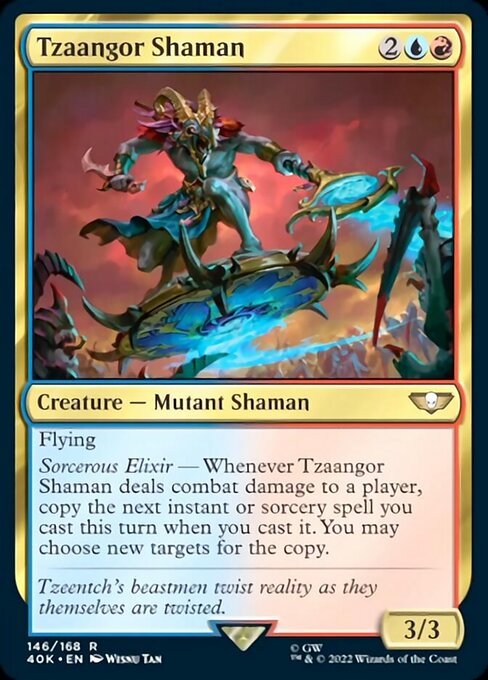 Tzaangor Shaman 2
Creature — Mutant Shaman
Flying
Sorcerous Elixir — Whenever Tzaangor
Shaman deals combat damage to a player,
copy the next instant or sorcery spell you
cast this turn when you cast it. You may
choose new targets for the copy.
Tzeentch's beastmen twist reality as they
themselves are twisted.
3/3
146/168 R
40K • EN Wisnu Tan
© GW
™ & © 2022 Wizards of the Coast